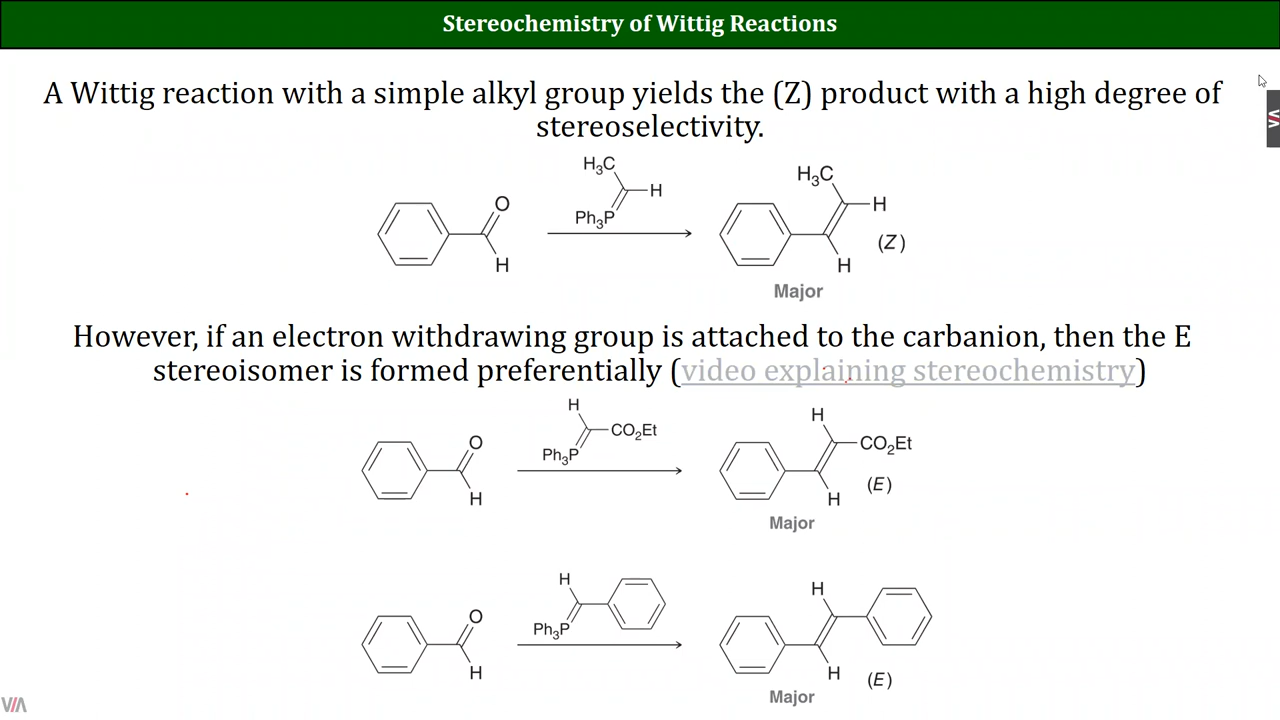 Stereochemistry of Wittig Reactions
A Wittig reaction with a simple alkyl group yields the (Z) product with a high degree of
stereoselectivity.
H₃C
H
Ph₃P
O
H
H₃C
H
H
(Z)
Major
However, if an electron withdrawing group is attached to the carbanion, then the E
stereoisomer is formed preferentially (video explaining stereochemistry)
H
CO₂Et
Ph₃P
O
H
H
CO₂Et
H
(E)
Major
H
Ph₃P
O
H
H
H
(E)
Major
VIA